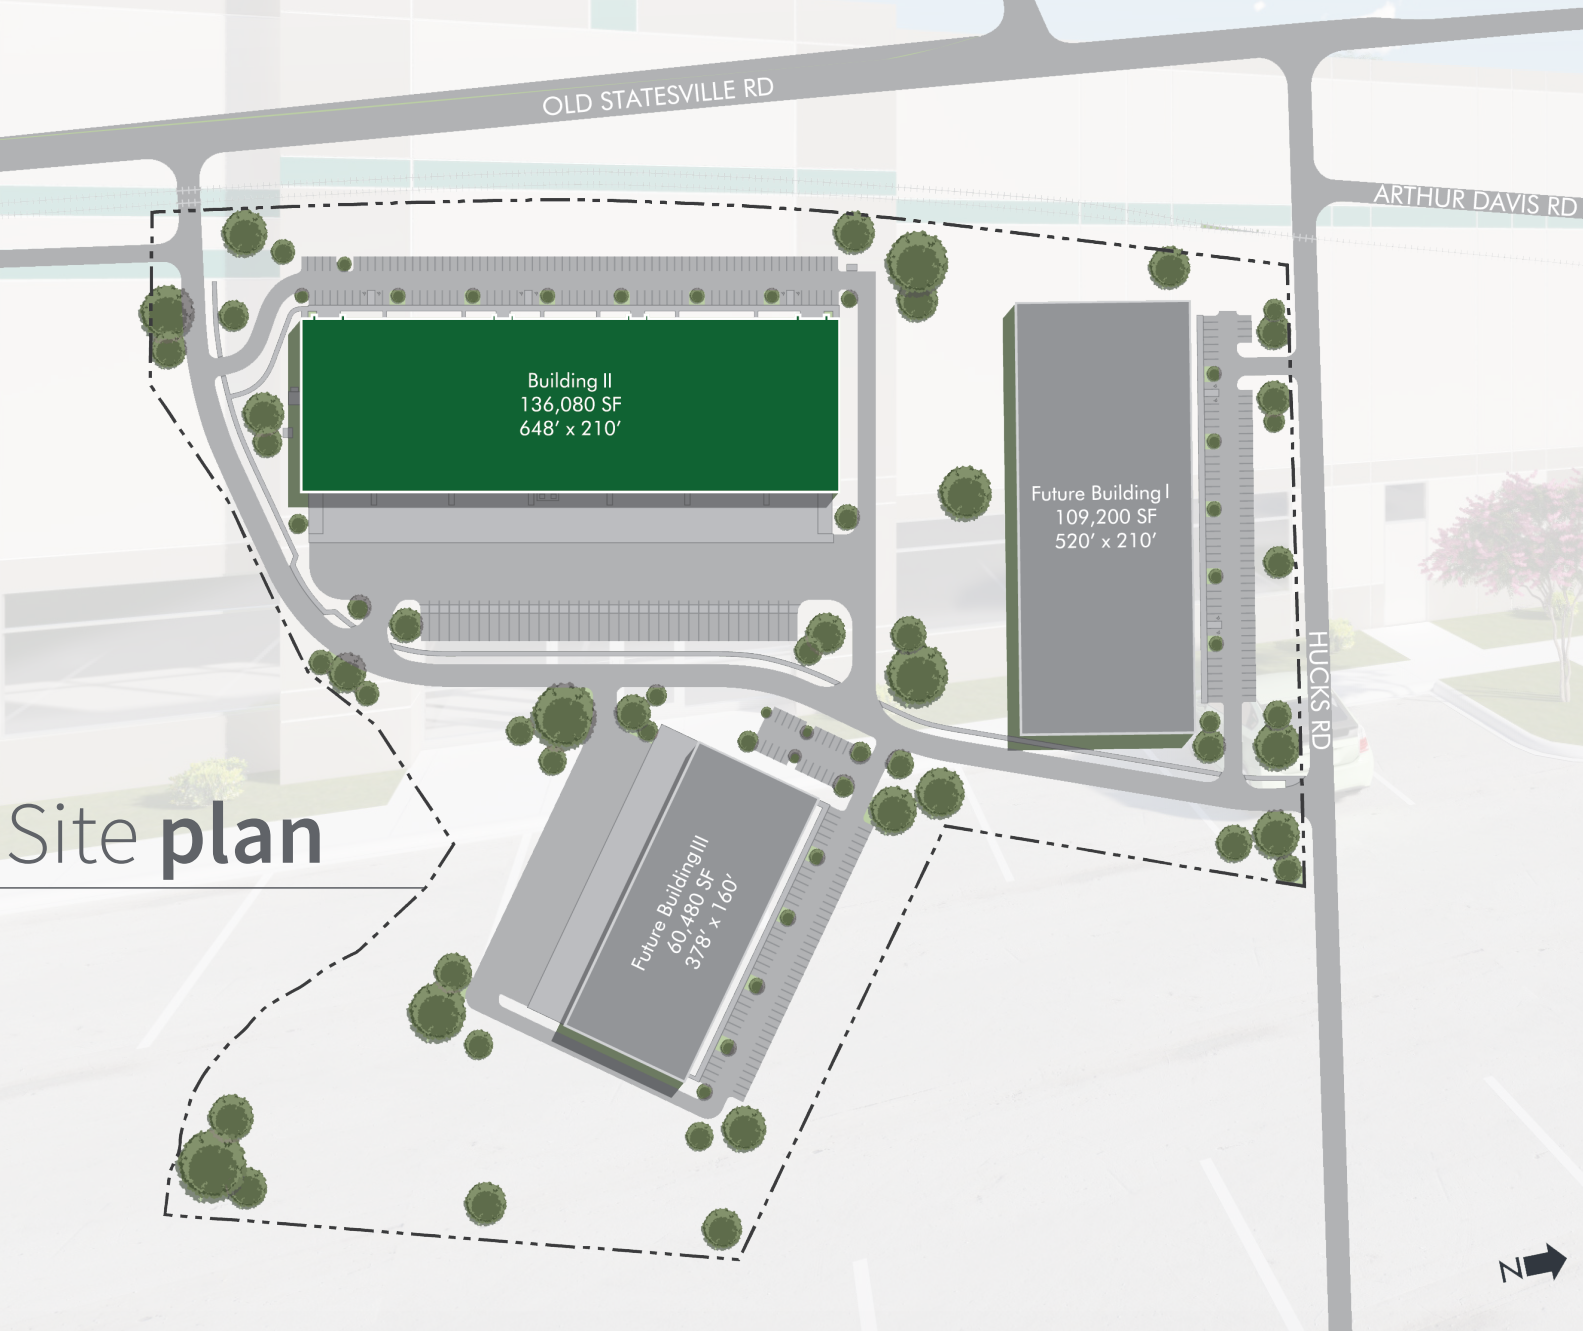 OLD STATESVILLE RD
ARTHUR DAVIS RD
Building II
136,080 SF
648’ x 210’
Future Building I
109,200 SF
520’ x 210’
HUCKS RD
Site plan
Future Building III
60,480 SF
378’ x 160’
N